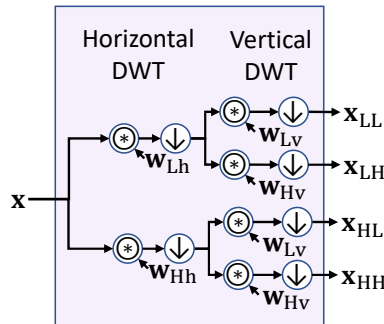 Horizontal DWT
Vertical DWT
x
w_Lh
w_Lv
x_LL
w_Hv
x_LH
w_Hh
w_Lv
x_HL
w_Hv
x_HH